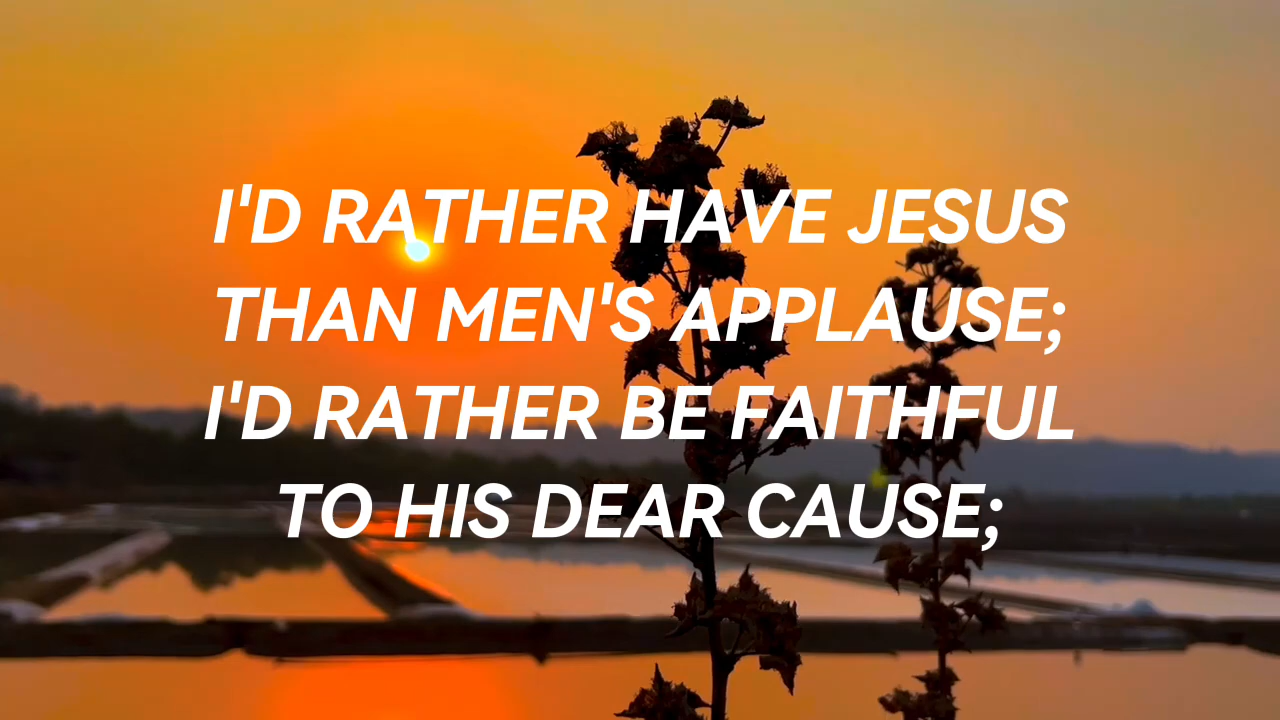 I'D RATHER HAVE JESUS
THAN MEN'S APPLAUSE;
I'D RATHER BE FAITHFUL
TO HIS DEAR CAUSE;